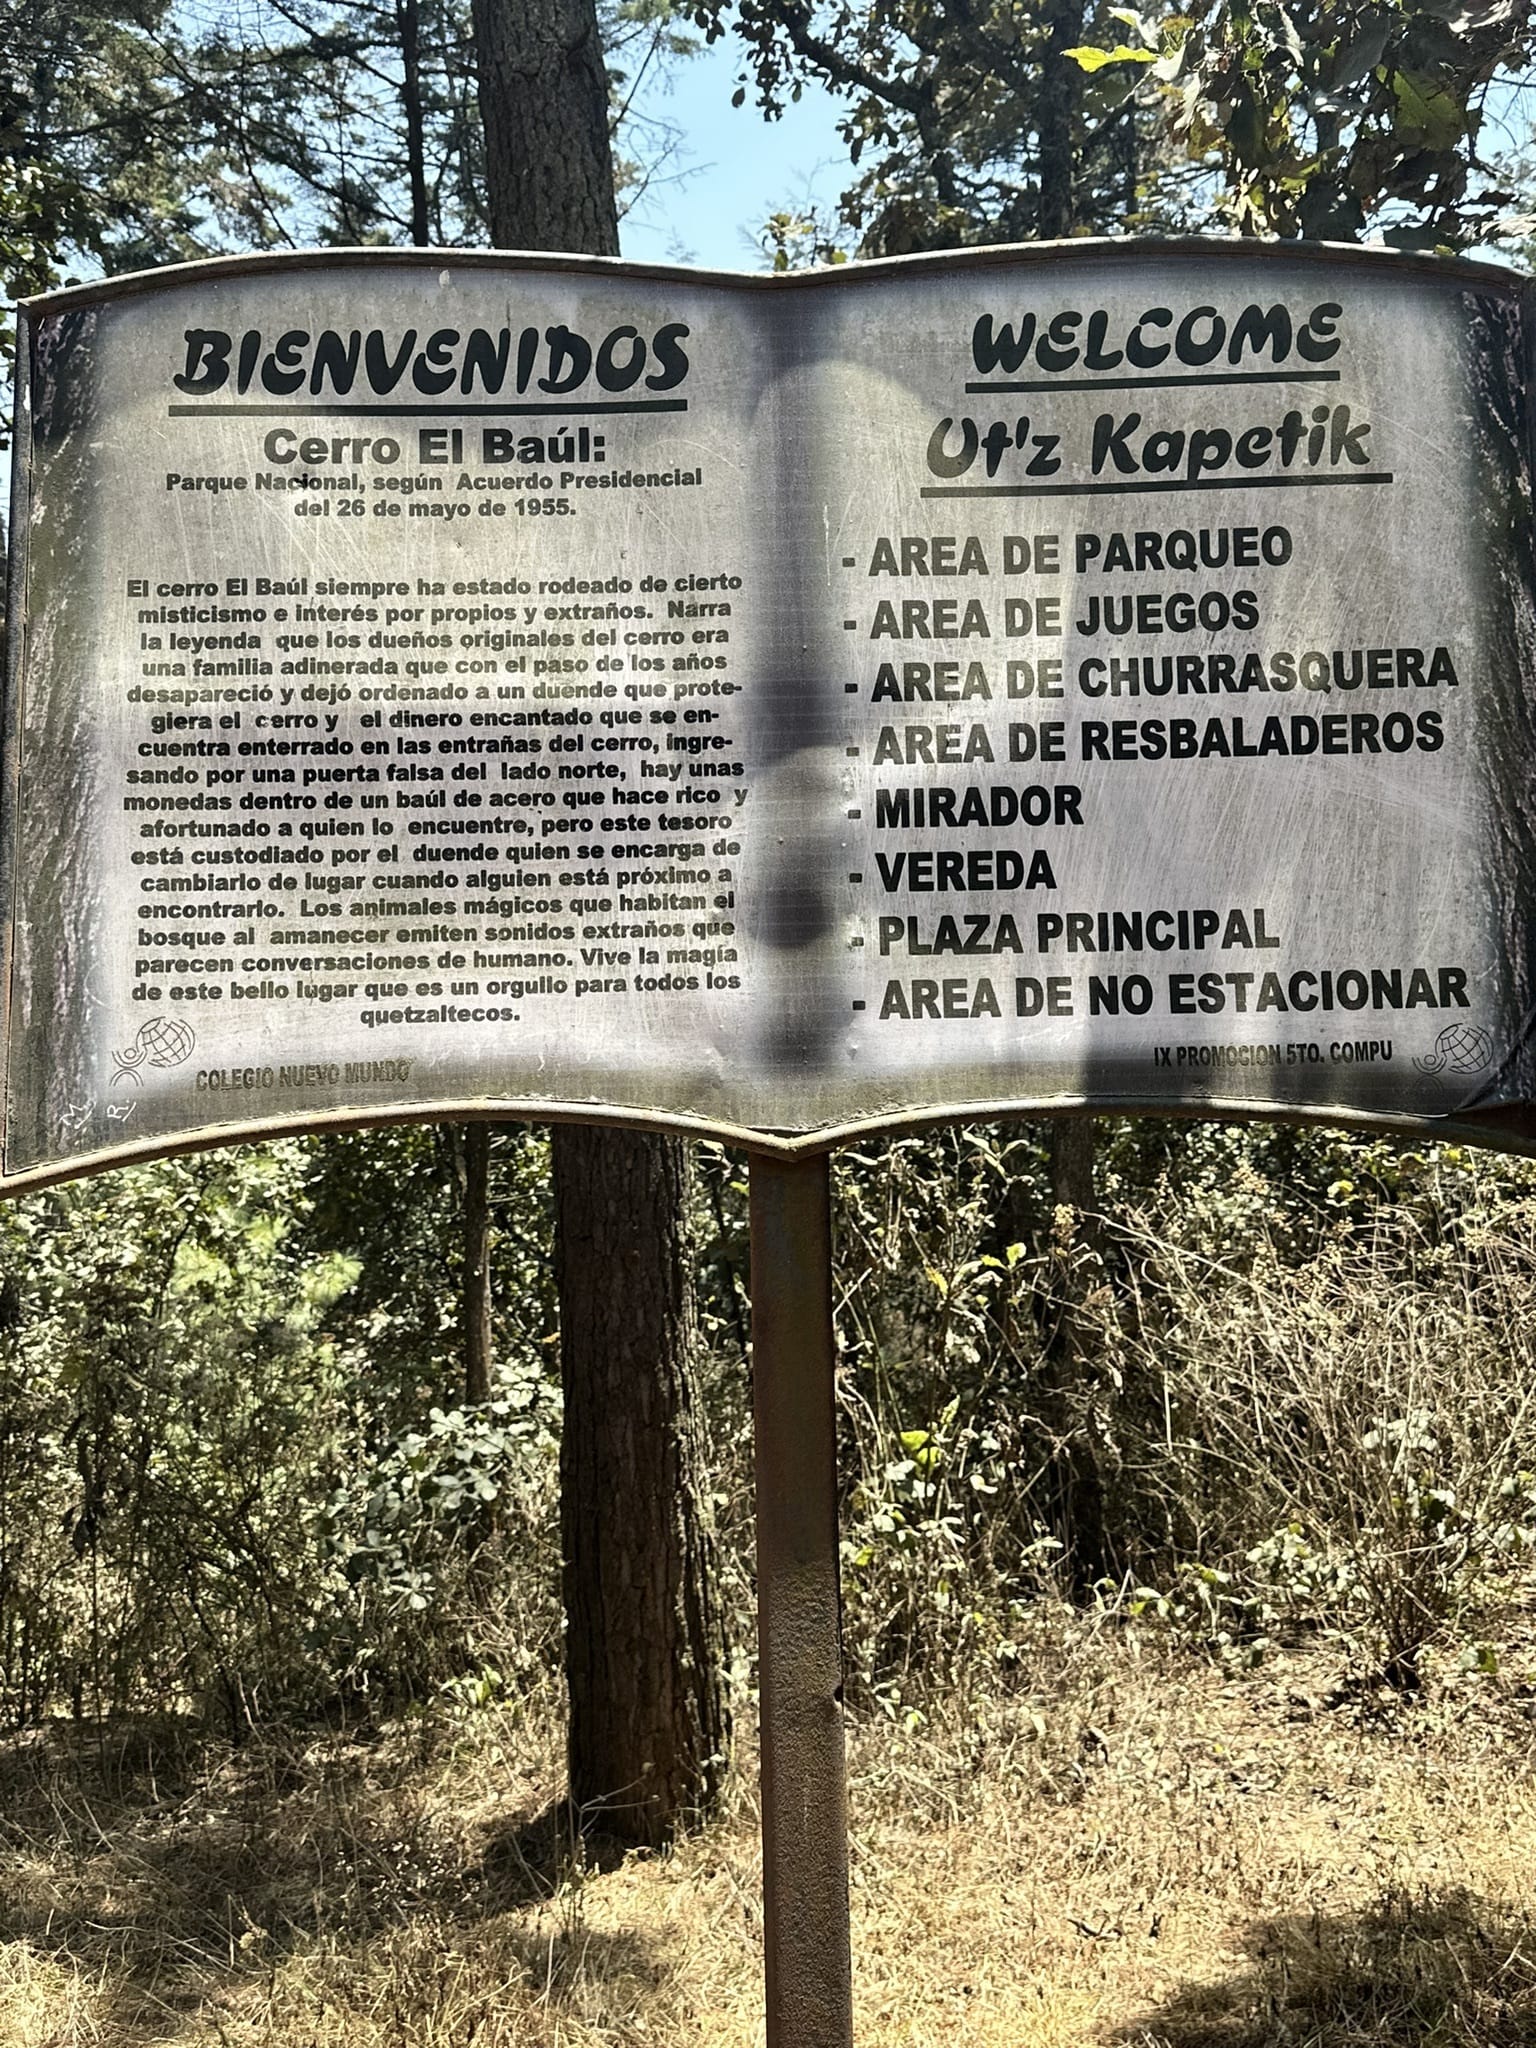 BIENVENIDOS
Cerro El Baúl:
Parque Nacional, según Acuerdo Presidencial
del 26 de mayo de 1955.
El cerro El Baúl siempre ha estado rodeado de cierto
misticismo e interés por propios y extraños. Narra
la leyenda que los dueños originales del cerro era
una familia adinerada que con el paso de los años
desapareció y dejó ordenado a un duende que prote-
giera el cerro y el dinero encantado que se en-
cuentra enterrado en las entrañas del cerro, ingre-
sando por una puerta falsa del lado norte, hay unas
monedas dentro de un baúl de acero que hace rico y
afortunado a quien lo encuentre, pero este tesoro
está custodiado por el duende quien se encarga de
cambiarlo de lugar cuando alguien está próximo a
encontrarlo. Los animales mágicos que habitan el
bosque al amanecer emiten sonidos extraños que
parecen conversaciones de humano. Vive la magía
de este bello lugar que es un orgullo para todos los
quetzaltecos.
COLEGIO NUEVO MUNDO
M. R.
WELCOME
Ut'z Kapetik
- AREA DE PARQUEO
- AREA DE JUEGOS
- AREA DE CHURRASQUERA
- AREA DE RESBALADEROS
- MIRADOR
- VEREDA
- PLAZA PRINCIPAL
- AREA DE NO ESTACIONAR
IX PROMOCION 5TO. COMPU